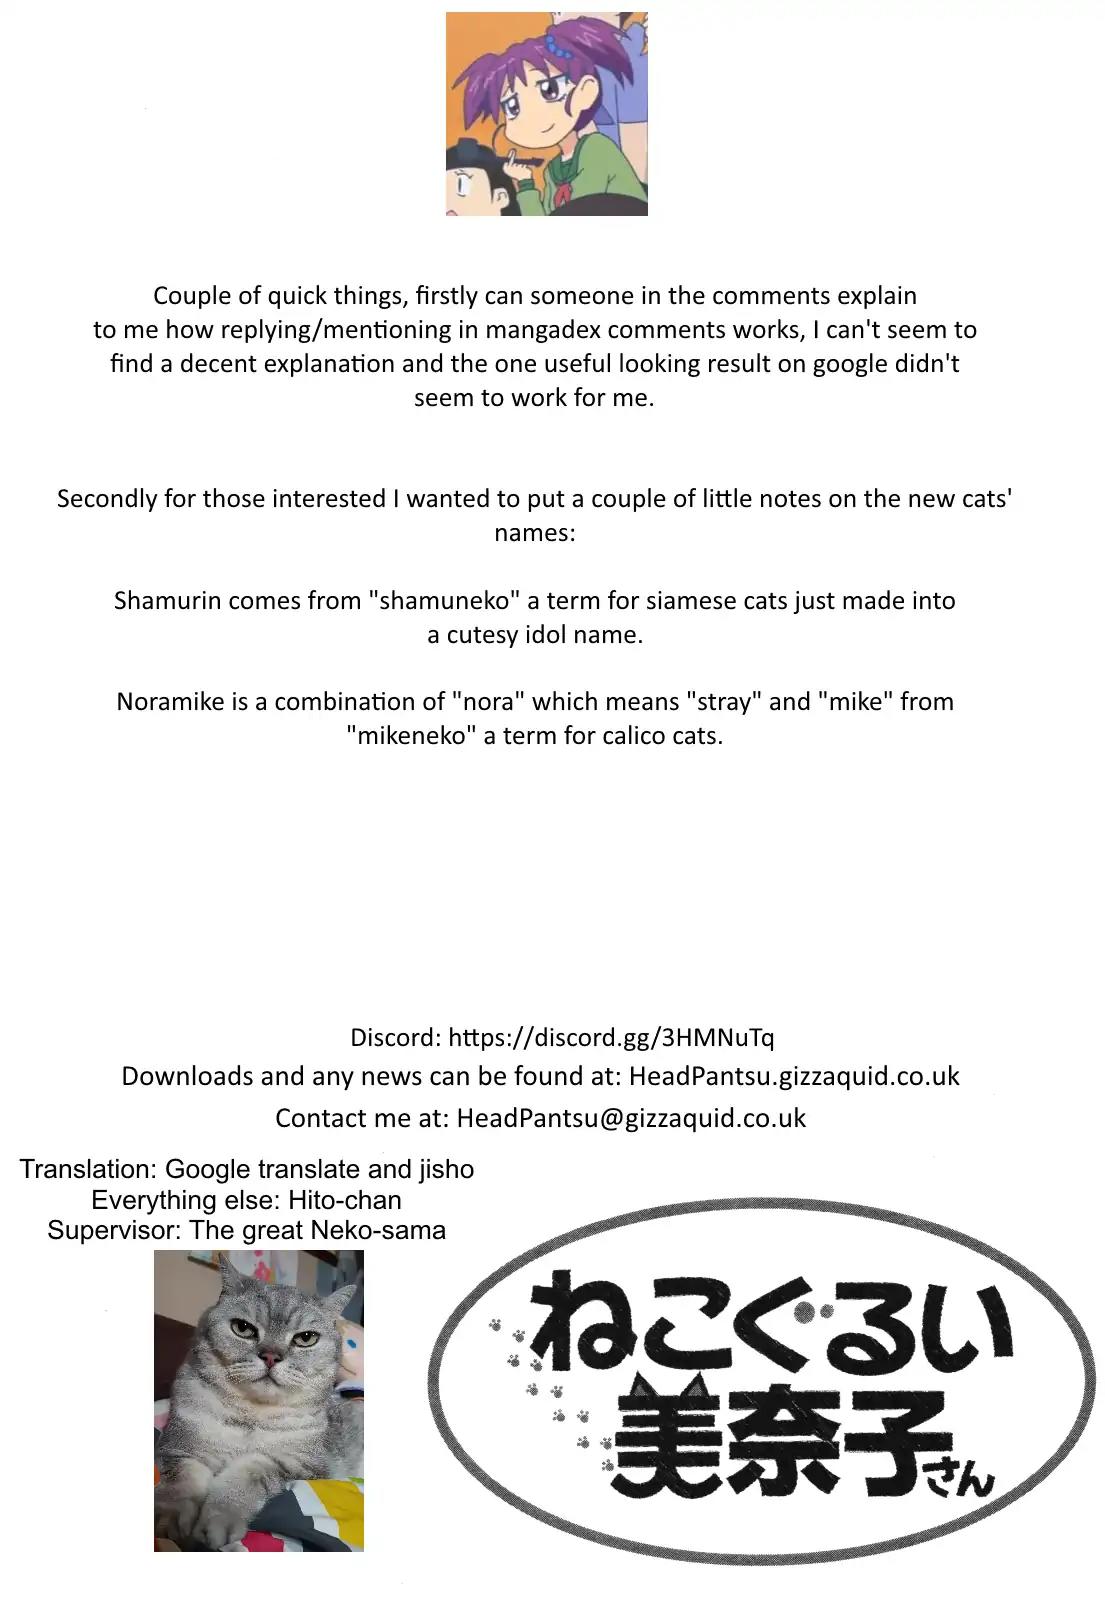 Couple of quick things, firstly can someone in the comments explain
to me how replying/mentioning in mangadex comments works, I can't seem to
find a decent explanation and the one useful looking result on google didn't
seem to work for me.
Secondly for those interested I wanted to put a couple of little notes on the new cats'
names:
Shamurin comes from "shamuneko" a term for siamese cats just made into
a cutesy idol name.
Noramike is a combination of "nora" which means "stray" and "mike" from
"mikeneko" a term for calico cats.
Discord: https://discord.gg/3HMNuTq
Downloads and any news can be found at: HeadPantsu.gizzaquid.co.uk
Contact me at: HeadPantsu@gizzaquid.co.uk
Translation: Google translate and jisho
Everything else: Hito-chan
Supervisor: The great Neko-sama
ねこぐるい
美奈子さん